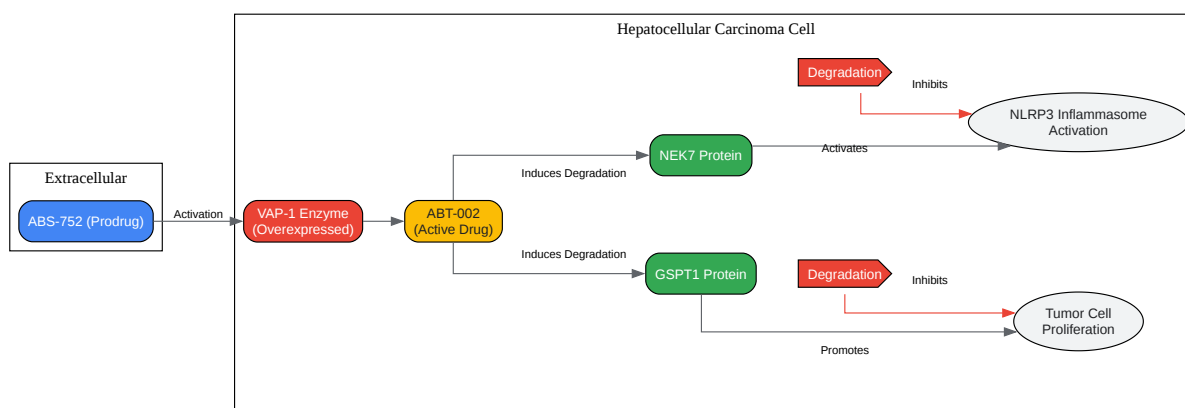 Hepatocellular Carcinoma Cell
Degradation
Inhibits
NLRP3 Inflammasome
Activation
NEK7 Protein
Activates
Extracellular
Induces Degradation
ABS-752 (Prodrug)
Activation
VAP-1 Enzyme
(Overexpressed)
ABT-002
(Active Drug)
Induces Degradation
GSPT1 Protein
Degradation
Inhibits
Tumor Cell
Proliferation
Promotes